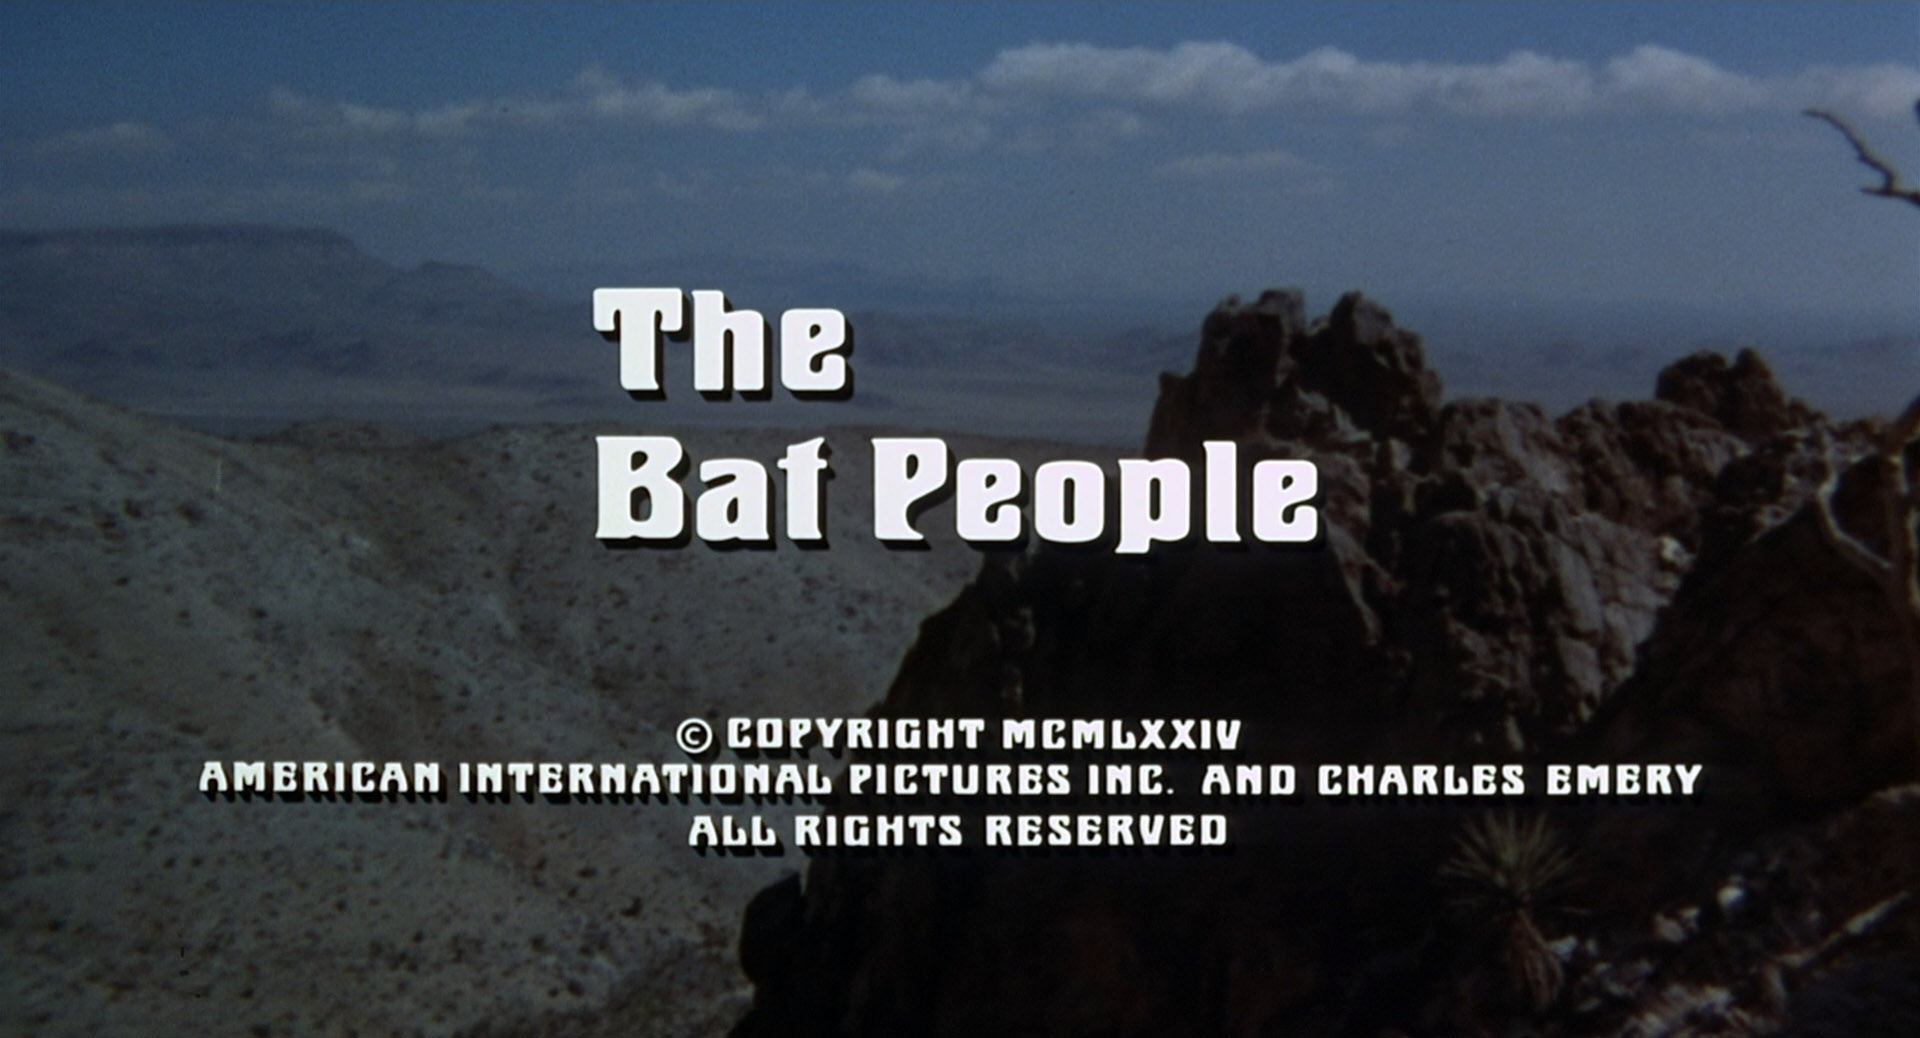 The
Bat People
© COPYRIGHT MCMLXXIV
AMERICAN INTERNATIONAL PICTURES INC. AND CHARLES EMERY
ALL RIGHTS RESERVED